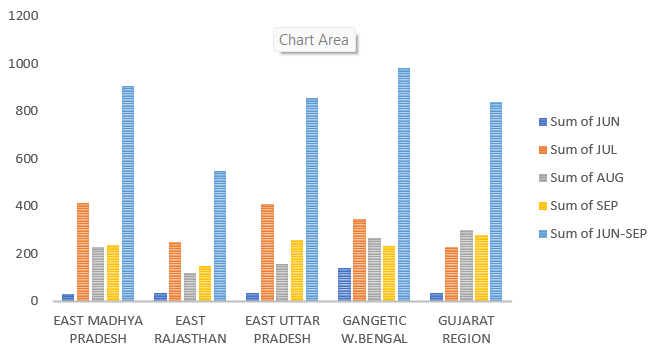 1200
Chart Area
1000
800
600
400
200
0
Sum of JUN
Sum of JUL
Sum of AUG
Sum of SEP
Sum of JUN-SEP
EAST MADHYA
PRADESH
EAST
RAJASTHAN
EAST UTTAR
PRADESH
GANGETIC
W.BENGAL
GUJARAT
REGION